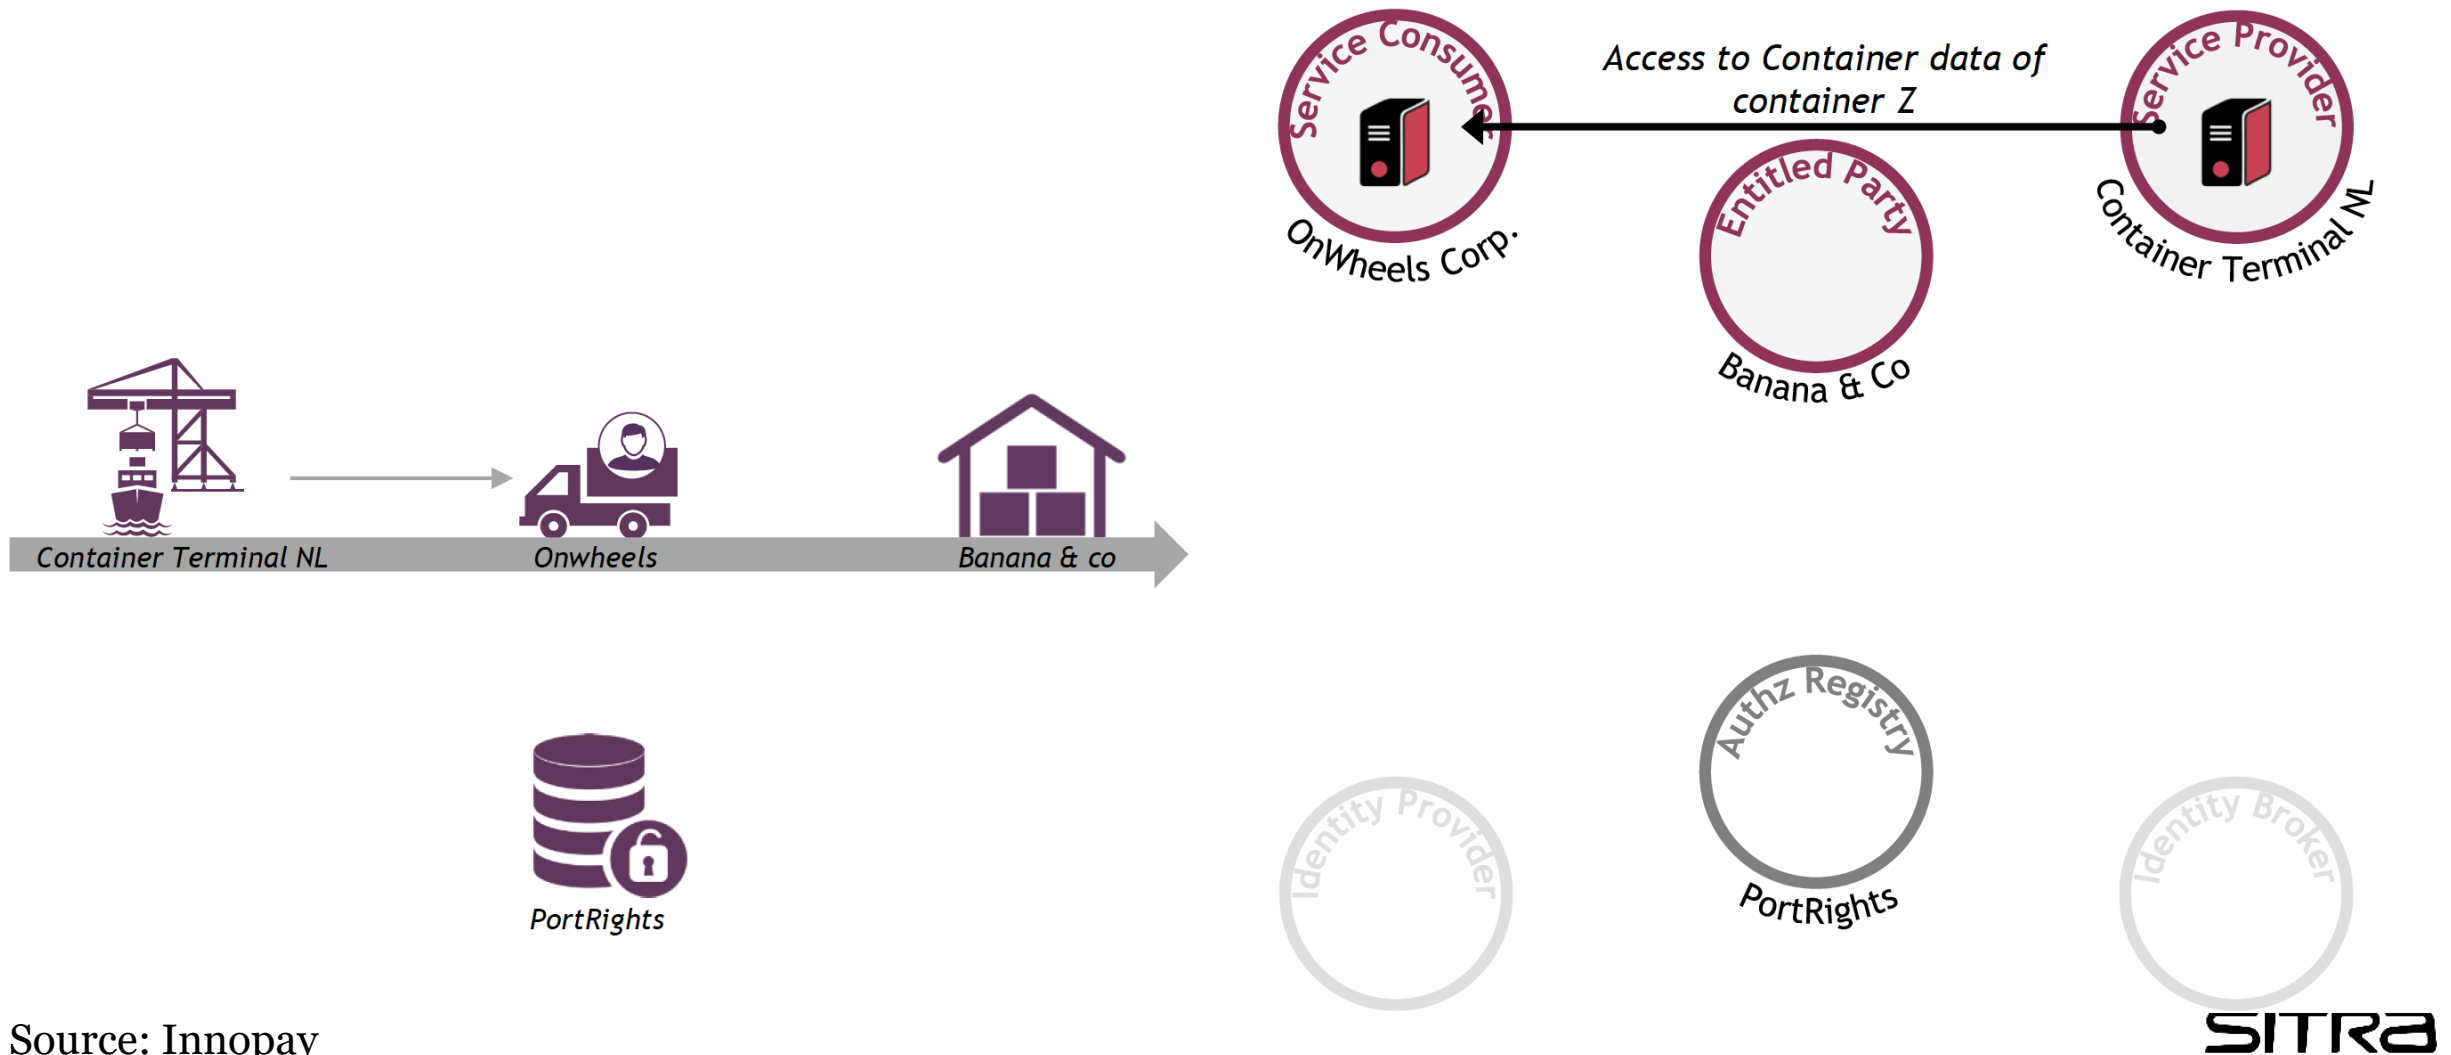 Service Consumer
OnWheels Corp.
Access to Container data of
container Z
Service Provider
Container Terminal NL
Entitled Party
Banana & Co
Container Terminal NL
Onwheels
Banana & co
PortRights
Authz Registry
PortRights
Identity Provider
Identity Broker
Source: Innopay
SITRA